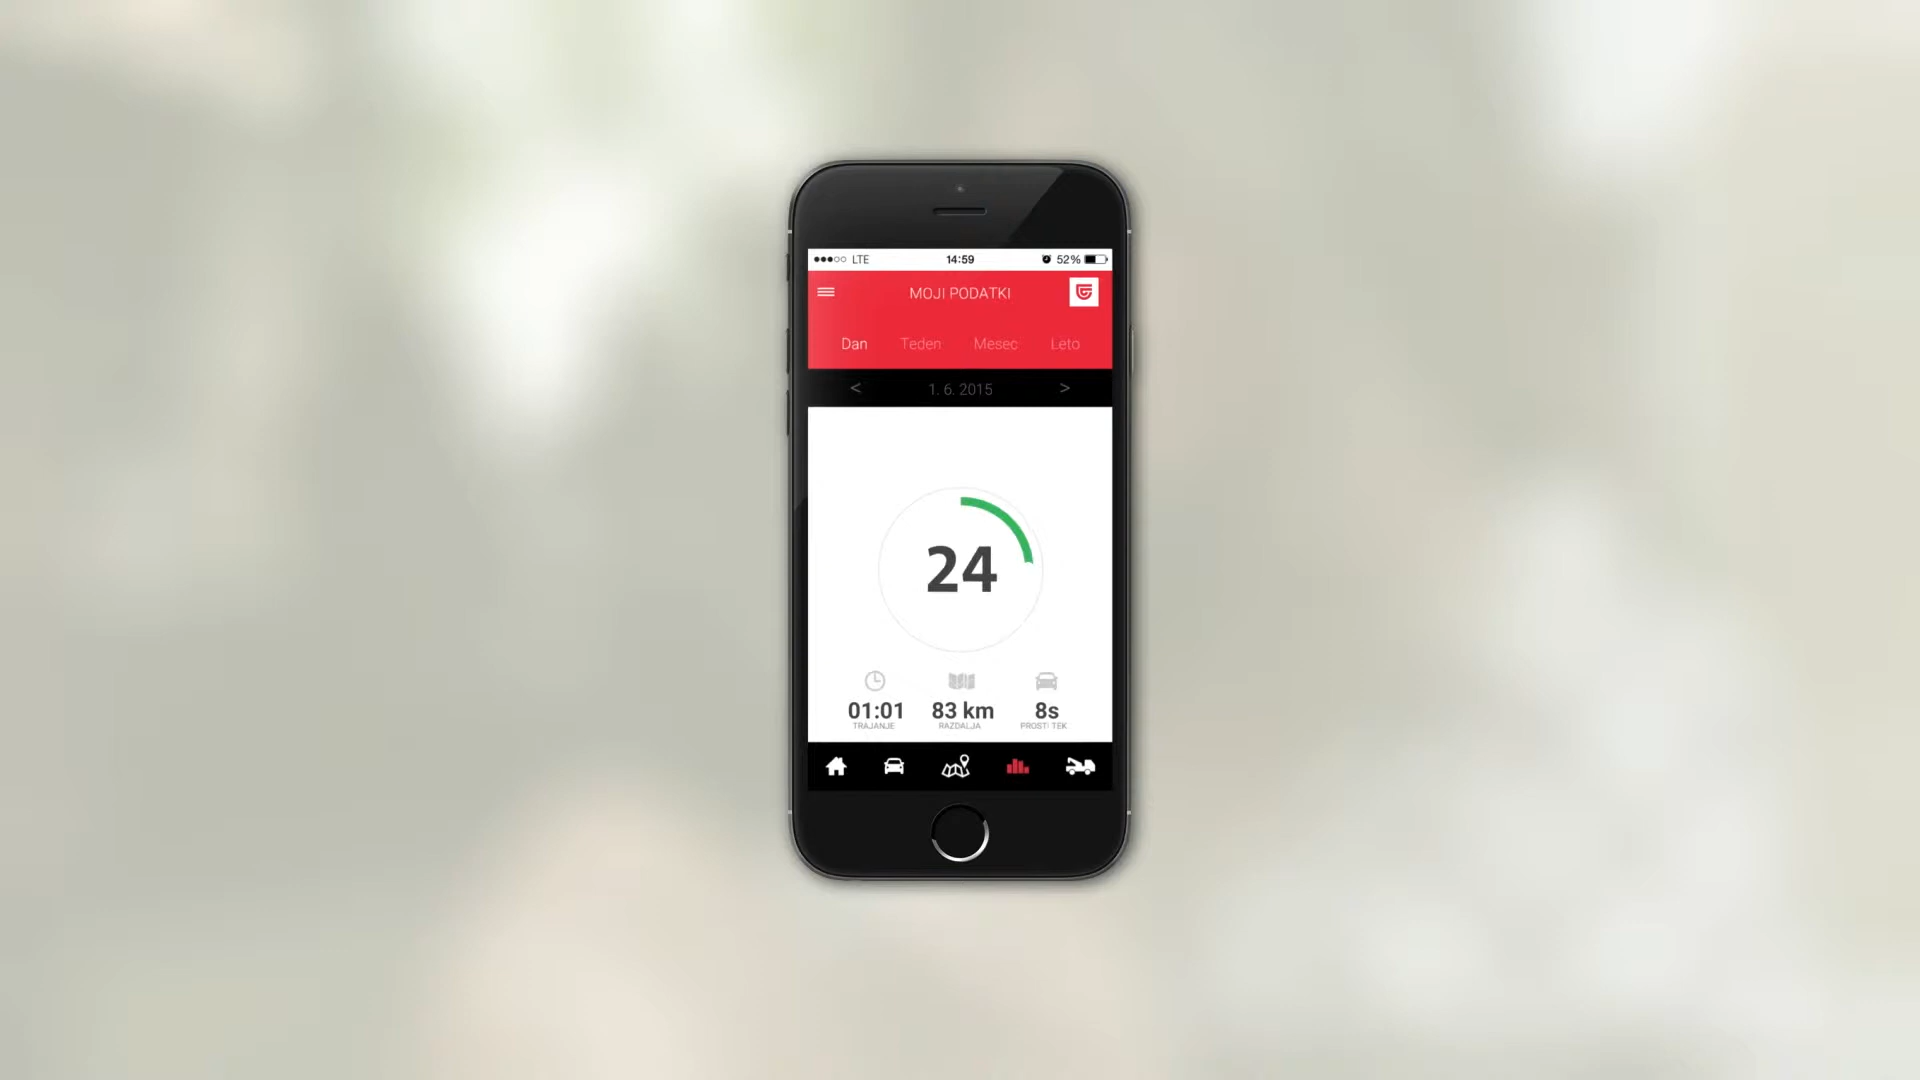 LTE 14:59 52%
MOJI PODATKI
Dan Teden Mesec Leto
< 1. 6. 2015 >
24
01:01 83 km 8s
TRAJANJE RAZDALJA PROSTI TEK